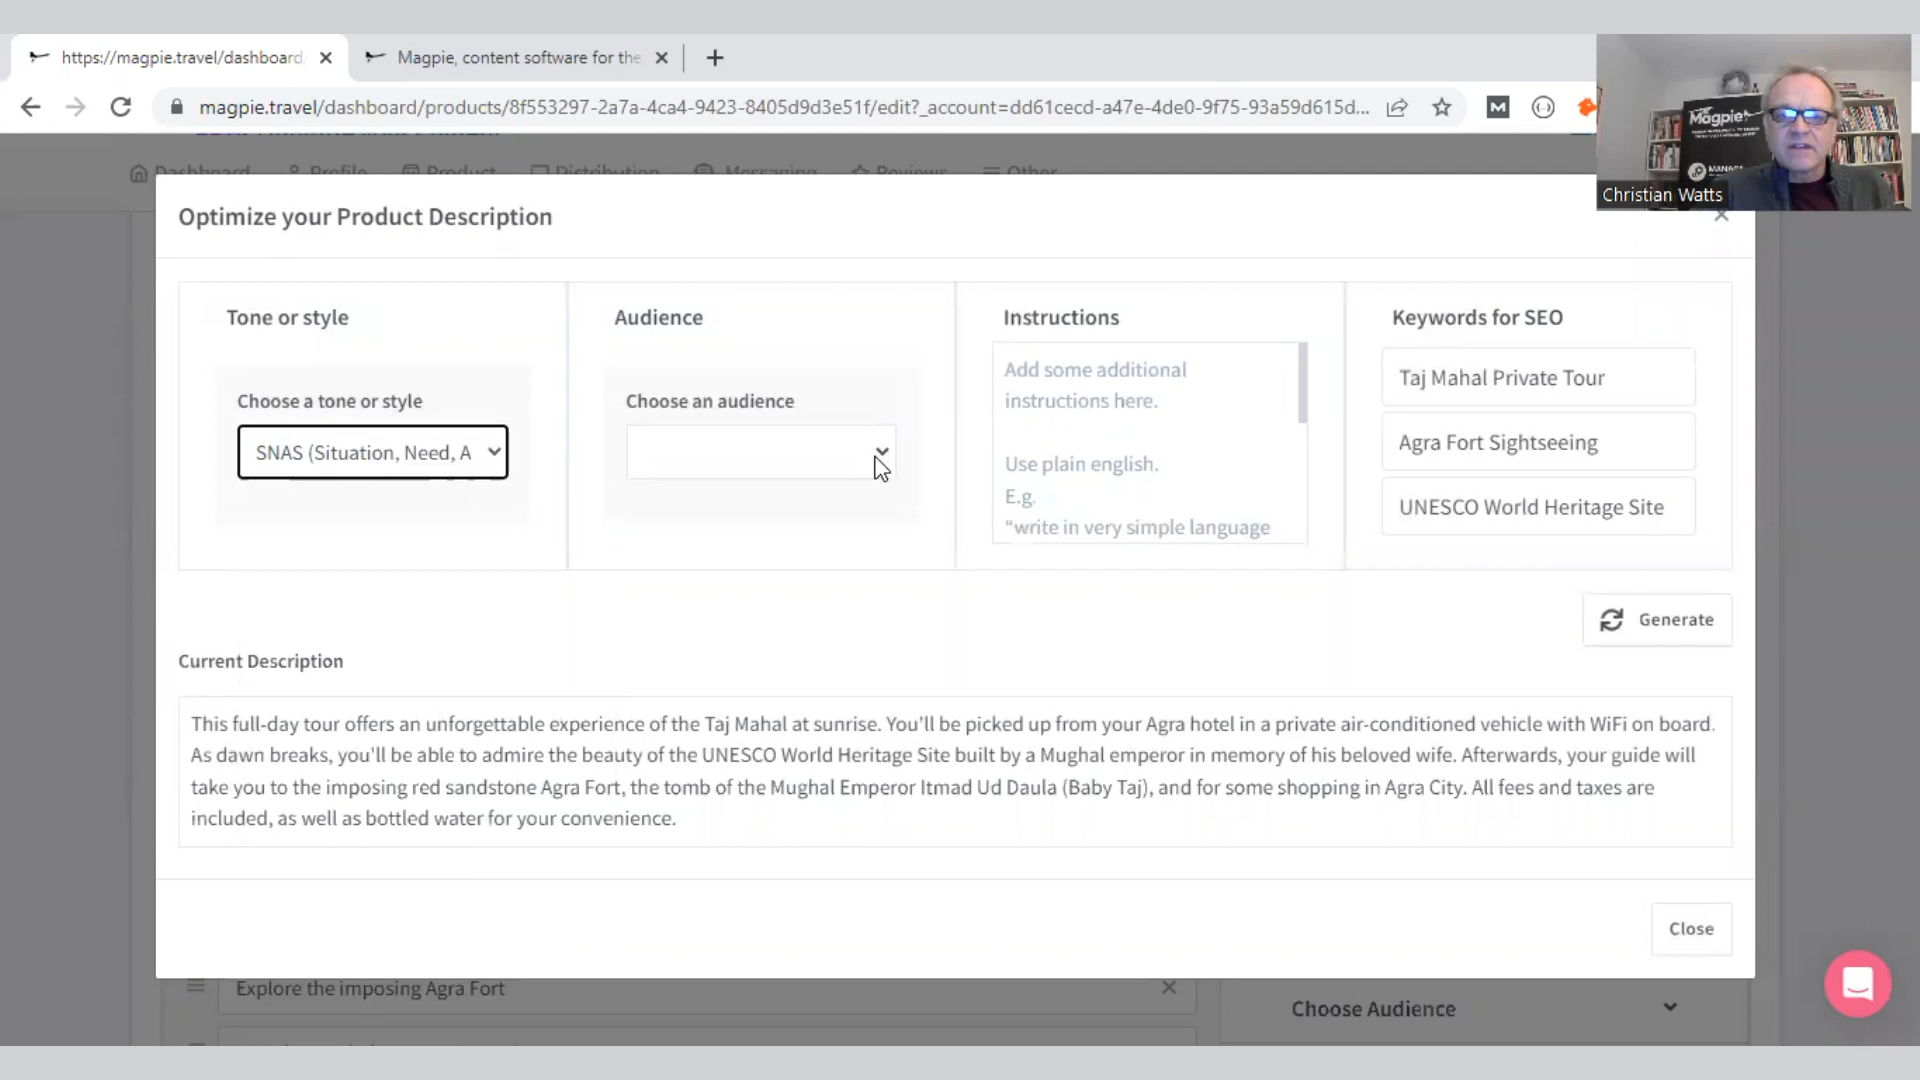 https://magpie.travel/dashboard
Magpie, content software for the
magpie.travel/dashboard/products/8f553297-2a7a-4ca4-9423-8405d9d3e51f/edit?_account=dd61cecd-a47e-4de0-9f75-93a59d615d...
M
Magpie
MANAGE
Christian Watts
Dashboard Profile Product Distribution Messaging Reviews Other
Optimize your Product Description
Tone or style
Audience
Instructions
Keywords for SEO
Choose a tone or style
SNAS (Situation, Need, A
Choose an audience
Add some additional
instructions here.
Use plain english.
E.g.
“write in very simple language
Taj Mahal Private Tour
Agra Fort Sightseeing
UNESCO World Heritage Site
Generate
Current Description
This full-day tour offers an unforgettable experience of the Taj Mahal at sunrise. You'll be picked up from your Agra hotel in a private air-conditioned vehicle with WiFi on board.
As dawn breaks, you'll be able to admire the beauty of the UNESCO World Heritage Site built by a Mughal emperor in memory of his beloved wife. Afterwards, your guide will
take you to the imposing red sandstone Agra Fort, the tomb of the Mughal Emperor Itmad Ud Daula (Baby Taj), and for some shopping in Agra City. All fees and taxes are
included, as well as bottled water for your convenience.
Close
Explore the imposing Agra Fort
Choose Audience